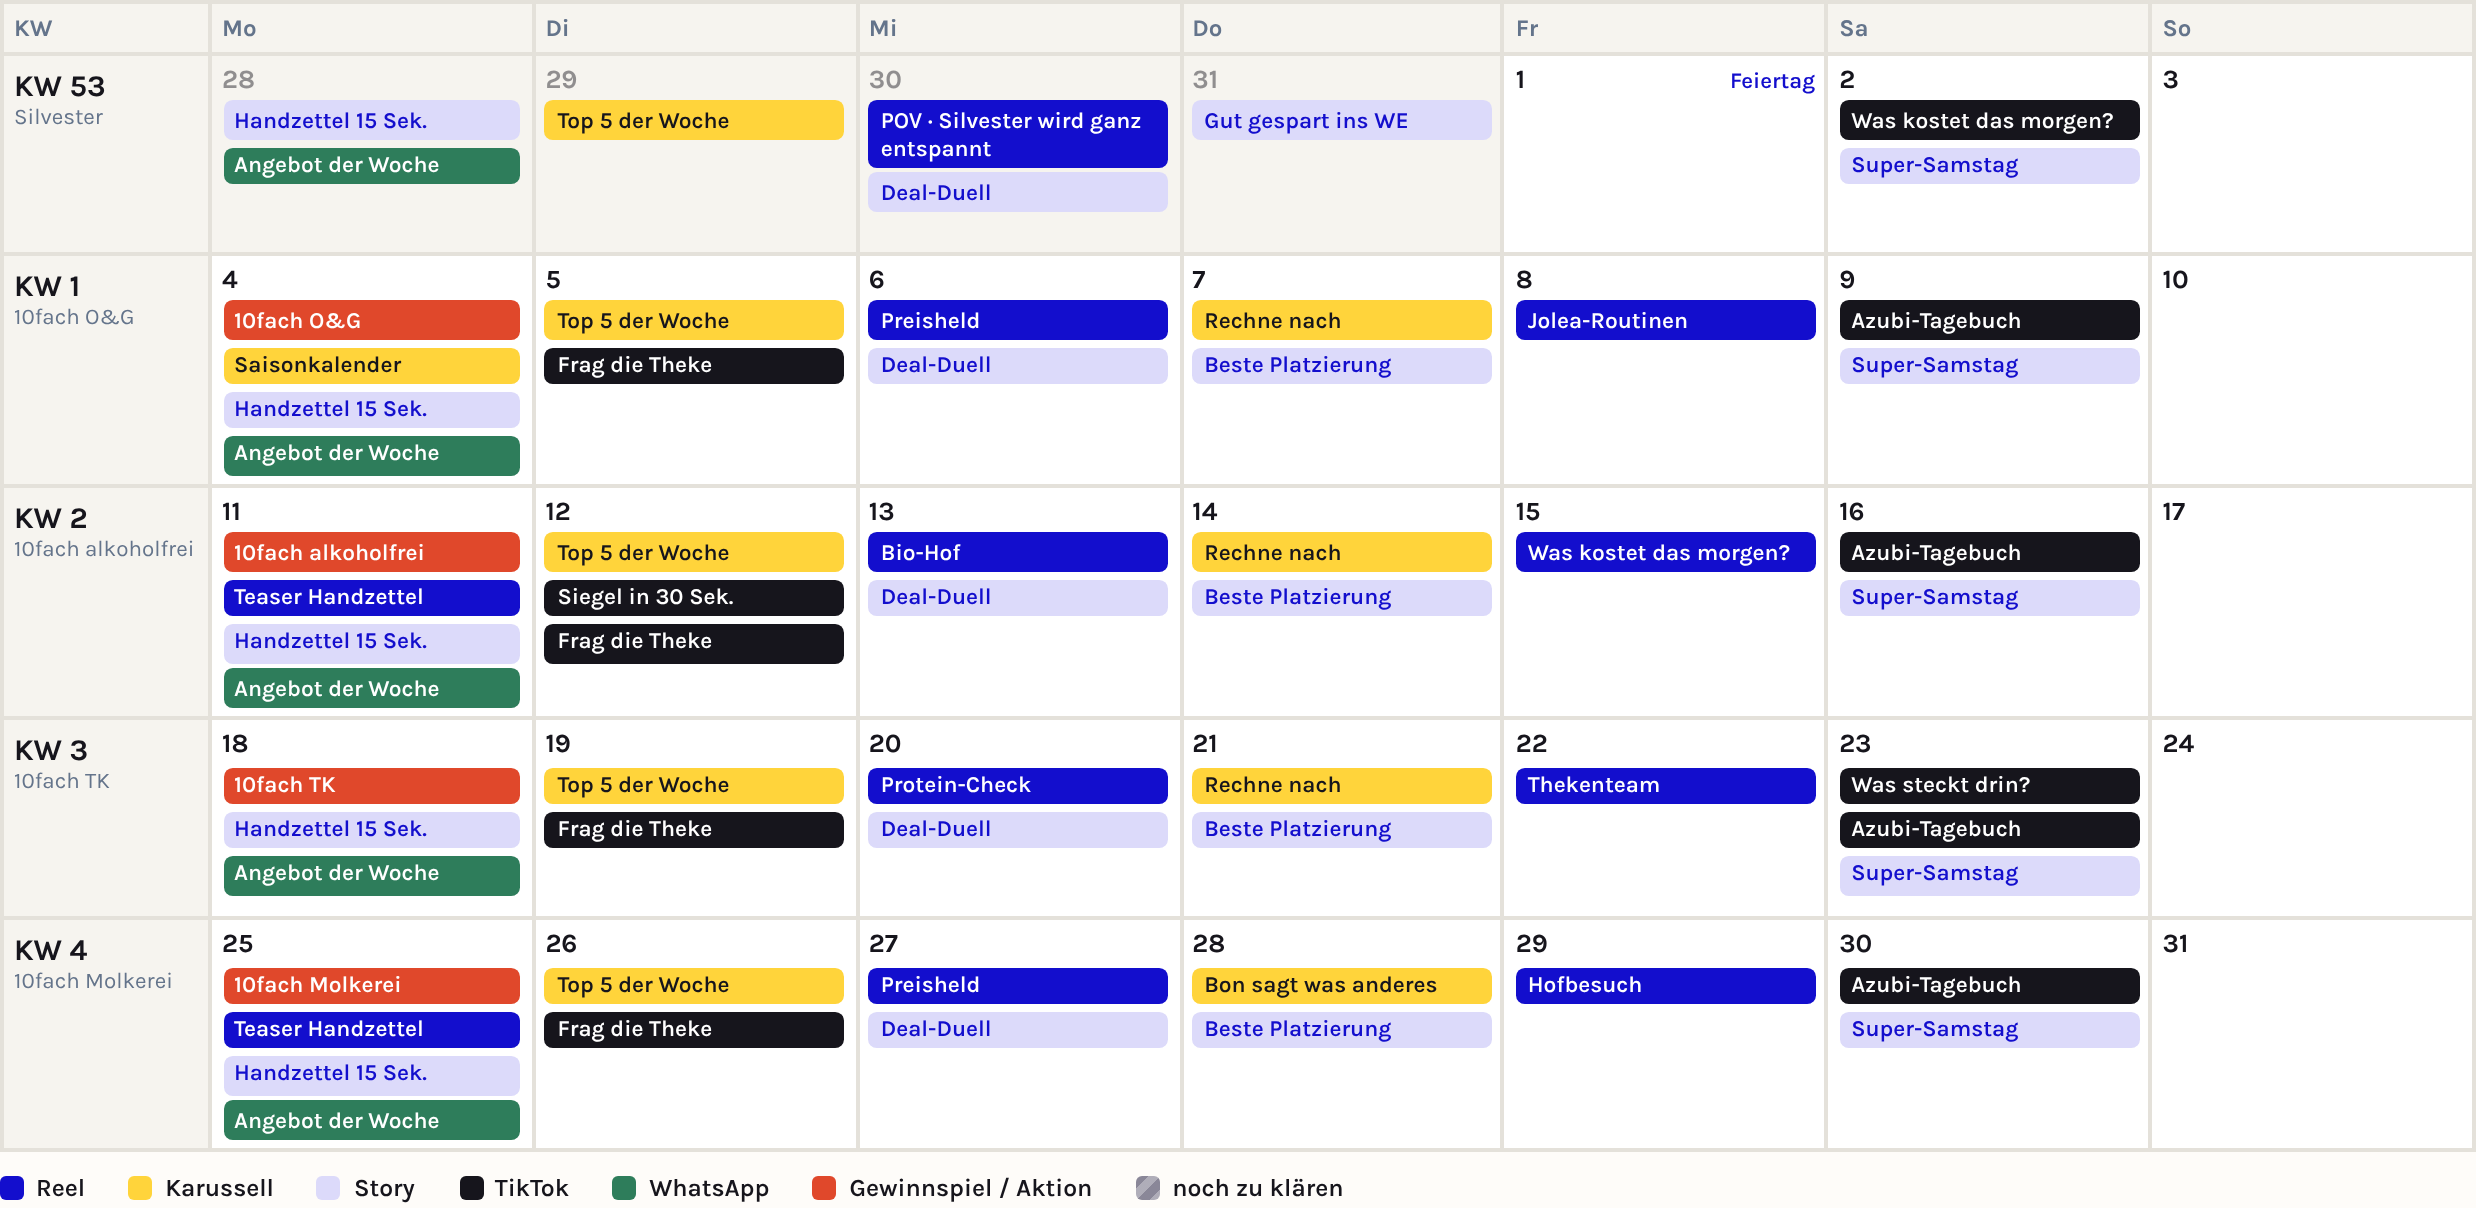 KW Mo Di Mi Do Fr Sa So
KW 53
Silvester
28
Handzettel 15 Sek.
Angebot der Woche
29
Top 5 der Woche
30
POV · Silvester wird ganz
entspannt
Deal-Duell
31
Gut gespart ins WE
1 Feiertag
2
Was kostet das morgen?
Super-Samstag
3
KW 1
10fach O&G
4
10fach O&G
Saisonkalender
Handzettel 15 Sek.
Angebot der Woche
5
Top 5 der Woche
Frag die Theke
6
Preisheld
Deal-Duell
7
Rechne nach
Beste Platzierung
8
Jolea-Routinen
9
Azubi-Tagebuch
Super-Samstag
10
KW 2
10fach alkoholfrei
11
10fach alkoholfrei
Teaser Handzettel
Handzettel 15 Sek.
Angebot der Woche
12
Top 5 der Woche
Siegel in 30 Sek.
Frag die Theke
13
Bio-Hof
Deal-Duell
14
Rechne nach
Beste Platzierung
15
Was kostet das morgen?
16
Azubi-Tagebuch
Super-Samstag
17
KW 3
10fach TK
18
10fach TK
Handzettel 15 Sek.
Angebot der Woche
19
Top 5 der Woche
Frag die Theke
20
Protein-Check
Deal-Duell
21
Rechne nach
Beste Platzierung
22
Thekenteam
23
Was steckt drin?
Azubi-Tagebuch
Super-Samstag
24
KW 4
10fach Molkerei
25
10fach Molkerei
Teaser Handzettel
Handzettel 15 Sek.
Angebot der Woche
26
Top 5 der Woche
Frag die Theke
27
Preisheld
Deal-Duell
28
Bon sagt was anderes
Beste Platzierung
29
Hofbesuch
30
Azubi-Tagebuch
Super-Samstag
31
Reel Karussell Story TikTok WhatsApp Gewinnspiel / Aktion noch zu klären